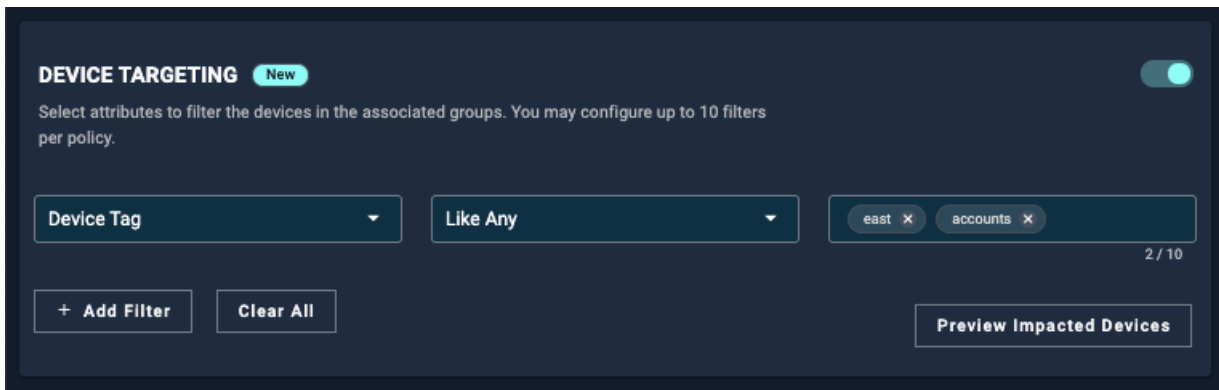 DEVICE TARGETING New
Select attributes to filter the devices in the associated groups. You may configure up to 10 filters
per policy.
Device Tag Like Any east × accounts ×
2 / 10
+ Add Filter Clear All
Preview Impacted Devices